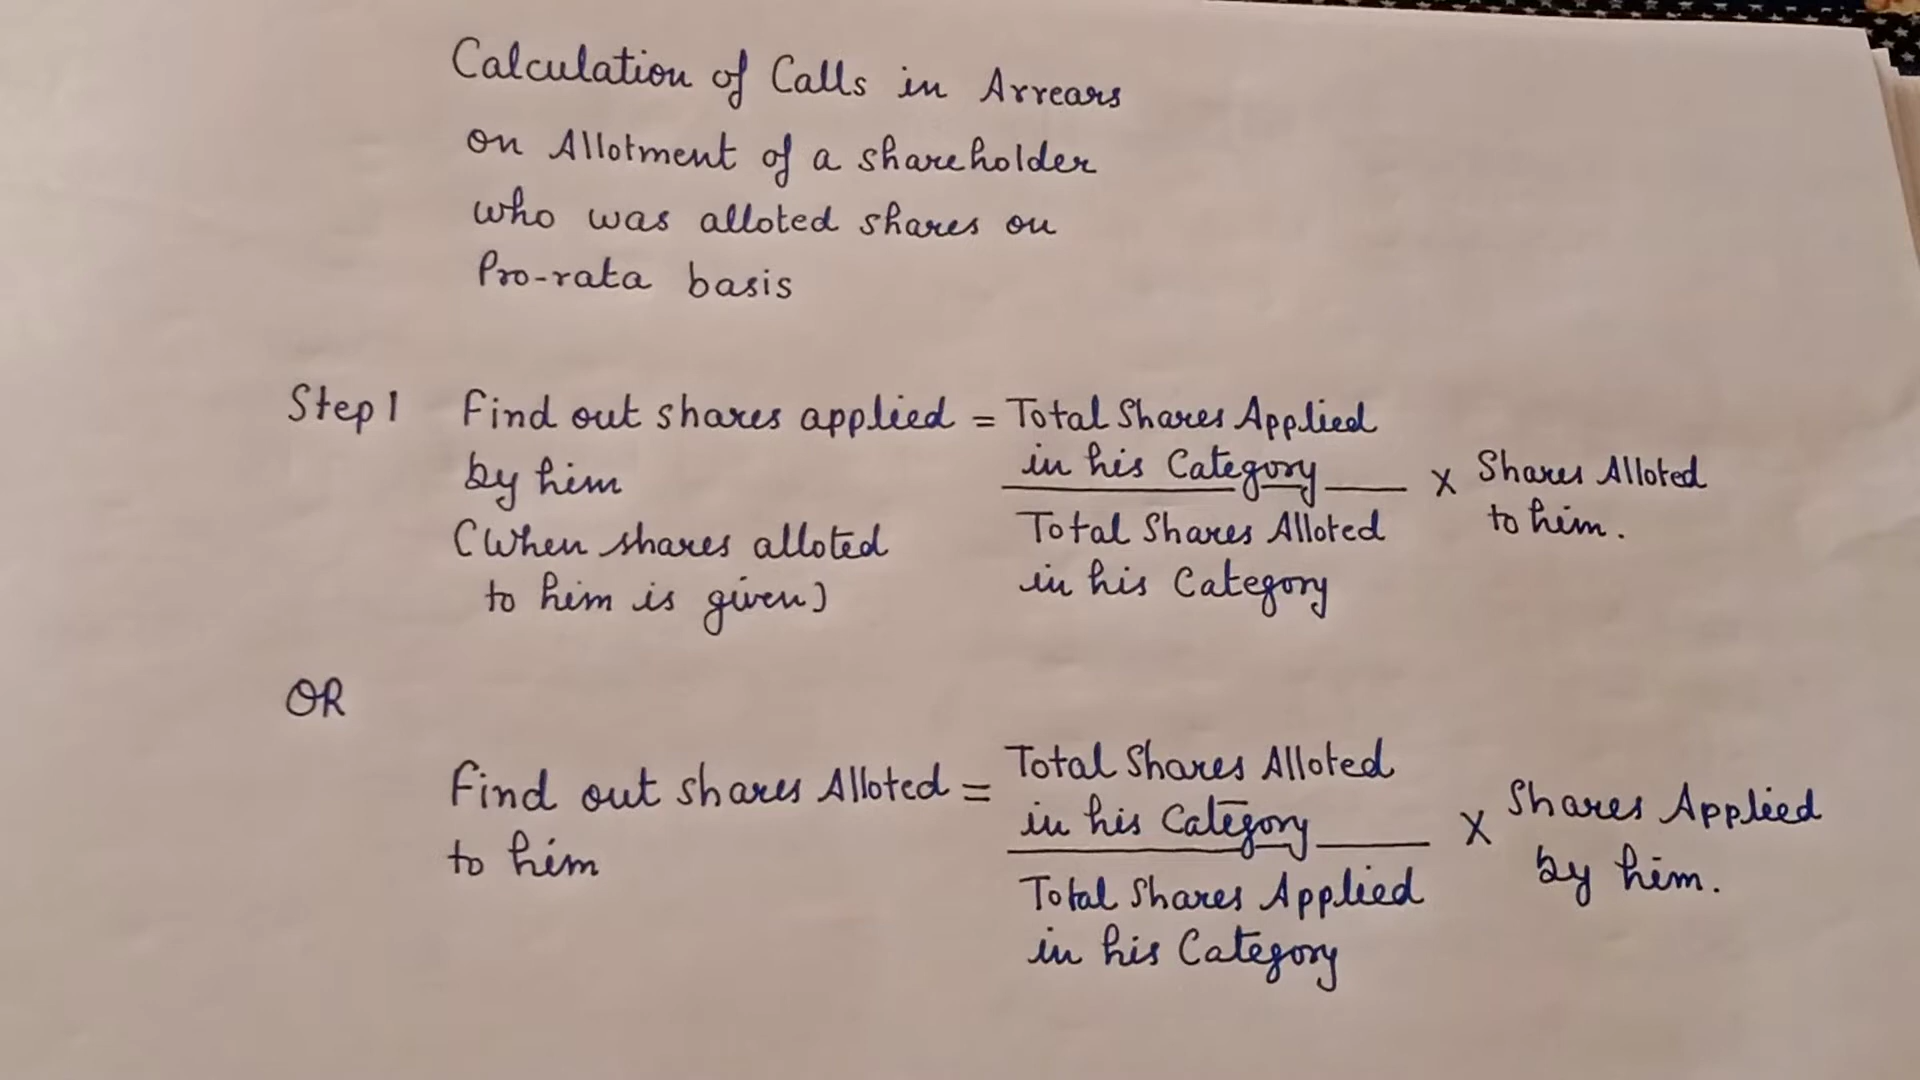 Calculation of Calls in Arrears
on Allotment of a shareholder
who was alloted shares on
Pro-rata basis
Step 1 Find out shares applied = Total Shares Applied
by him
(When shares alloted
to him is given)
in his Category
Total Shares Alloted
in his Category
X Shares Alloted
to him.
OR
Find out shares Alloted =
to him
Total Shares Alloted
in his Category
Total Shares Applied
in his Category
X Shares Applied
by him.